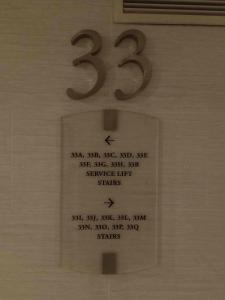 33
←
33A, 33B, 33C, 33D, 33E
33F, 33G, 33H, 33R
SERVICE LIFT
STAIRS
→
33I, 33J, 33K, 33L, 33M
33N, 33O, 33P, 33Q
STAIRS